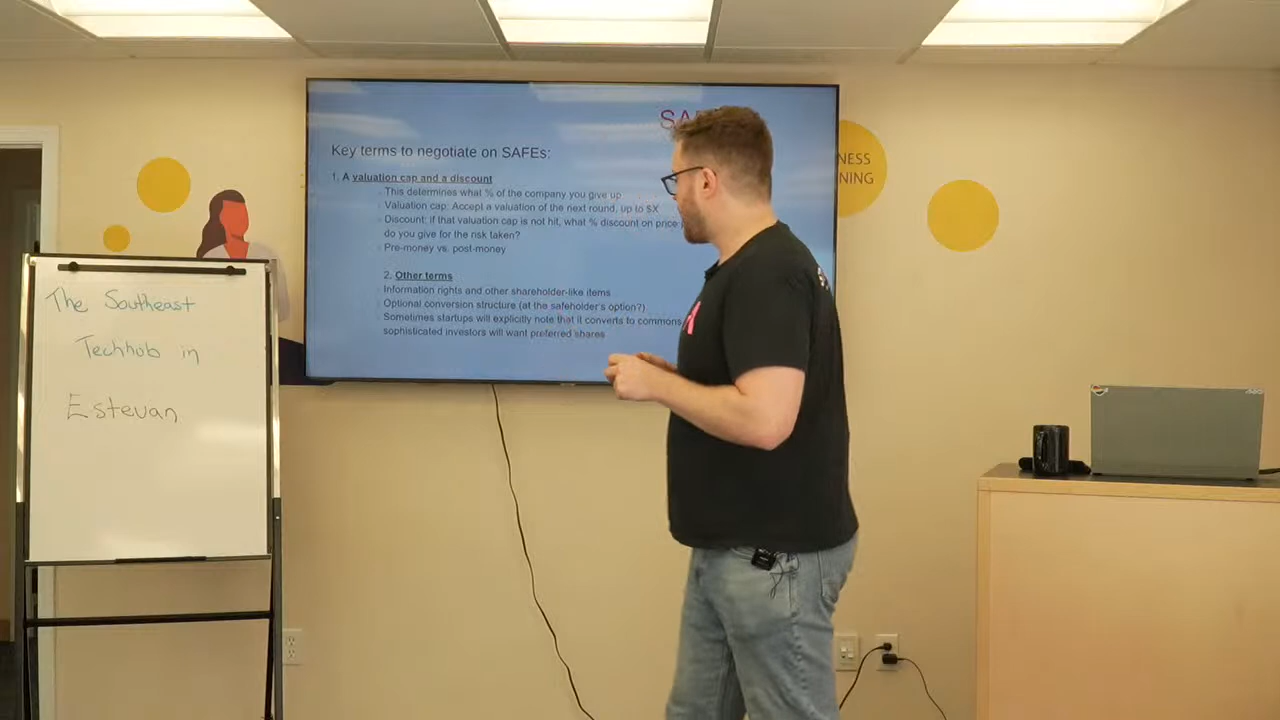 Key terms to negotiate on SAFEs:
1. A valuation cap and a discount
This determines what % of the company you give up
Valuation cap: Accept a valuation of the next round, up to $X
Discount: if that valuation cap is not hit, what % discount on price
do you give for the risk taken?
Pre-money vs. post-money
2. Other terms
Information rights and other shareholder-like items
Optional conversion structure (at the safeholder's option?)
Sometimes startups will explicitly note that it converts to commons
sophisticated investors will want preferred shares
The Southeast
Techhub in
Estevan